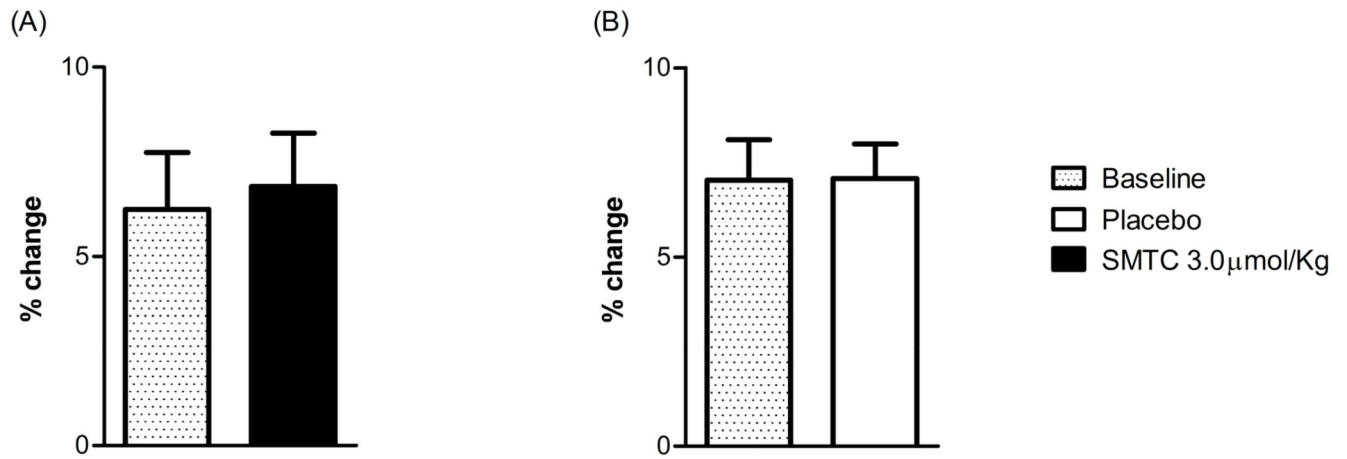 (A)
10
5
0
% change
(B)
10
5
0
% change
Baseline
Placebo
SMTC 3.0μmol/Kg